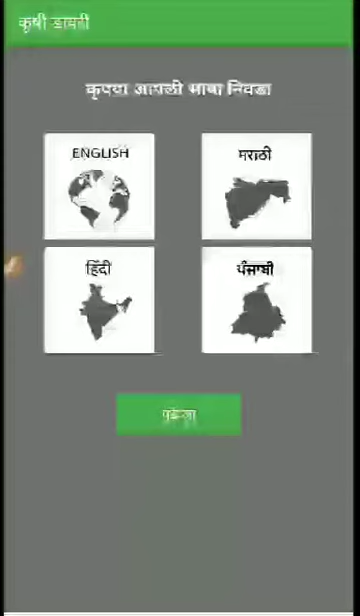 कृषी डायरी
कृपया आपली भाषा निवडा
ENGLISH
मराठी
हिंदी
ਪੰਜਾਬੀ